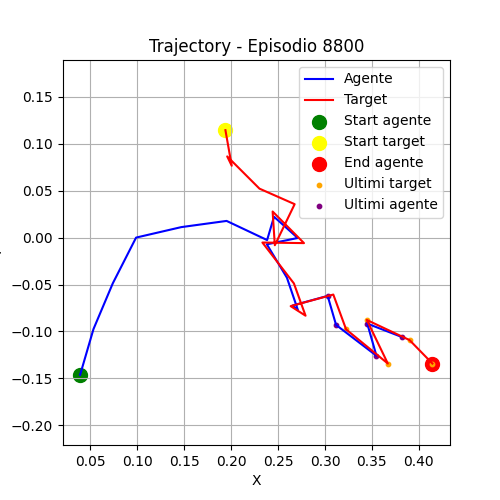 Trajectory - Episodio 8800
Agente
Target
Start agente
Start target
End agente
Ultimi target
Ultimi agente
0.15
0.10
0.05
0.00
−0.05
−0.10
−0.15
−0.20
0.05 0.10 0.15 0.20 0.25 0.30 0.35 0.40
X